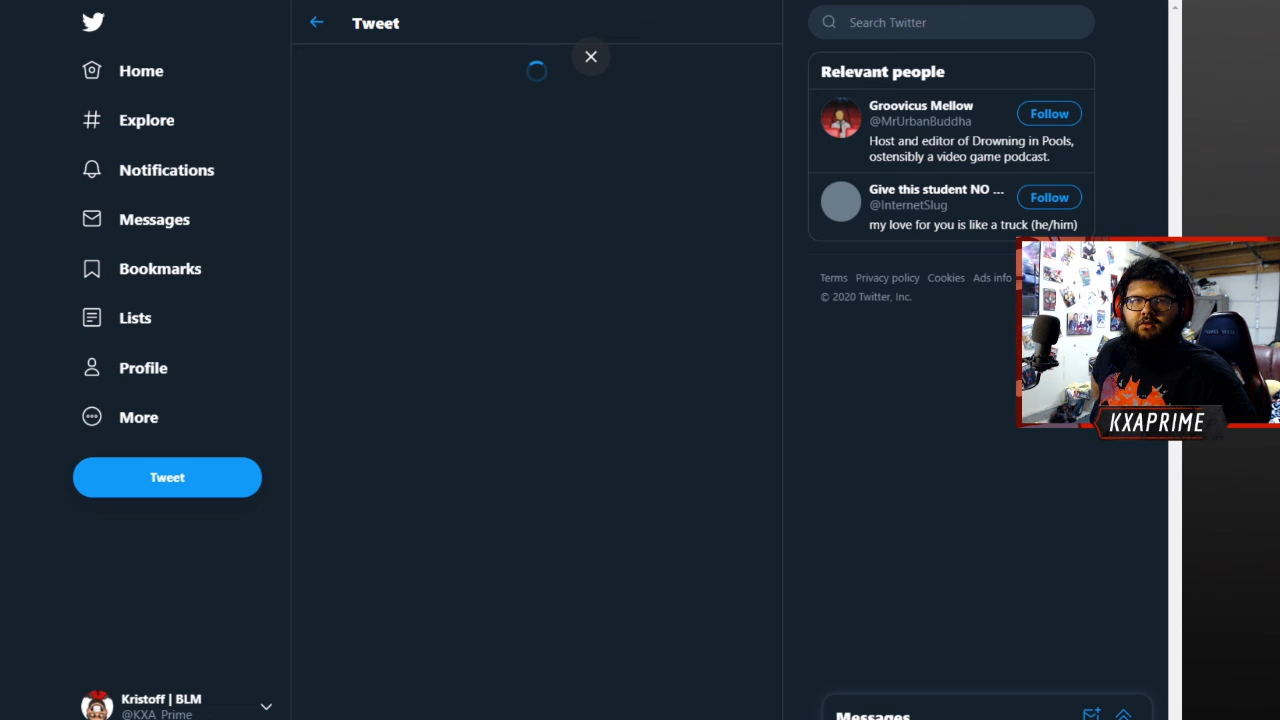 Home
Explore
Notifications
Messages
Bookmarks
Lists
Profile
More
Tweet
Kristoff | BLM
@KXA_Prime
Tweet
Search Twitter
Relevant people
Groovicus Mellow
@MrUrbanBuddha
Follow
Host and editor of Drowning in Pools,
ostensibly a video game podcast.
Give this student NO ...
@InternetSlug
Follow
my love for you is like a truck (he/him)
Terms Privacy policy Cookies Ads info
© 2020 Twitter, Inc.
KXAPRIME
Messages